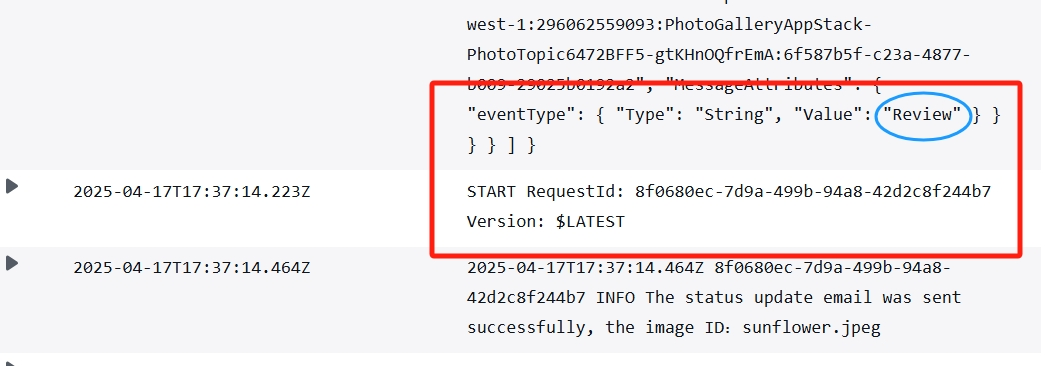 west-1:296062559093:PhotoGalleryAppStack-
PhotoTopic6472BFF5-gtKHnOQfrEmA:6f587b5f-c23a-4877-
b009-29025b0192a2", "MessageAttributes": {
"eventType": { "Type": "String", "Value": "Review" } }
} } ] }
2025-04-17T17:37:14.223Z
START RequestId: 8f0680ec-7d9a-499b-94a8-42d2c8f244b7
Version: $LATEST
2025-04-17T17:37:14.464Z
2025-04-17T17:37:14.464Z 8f0680ec-7d9a-499b-94a8-
42d2c8f244b7 INFO The status update email was sent
successfully, the image ID: sunflower.jpeg